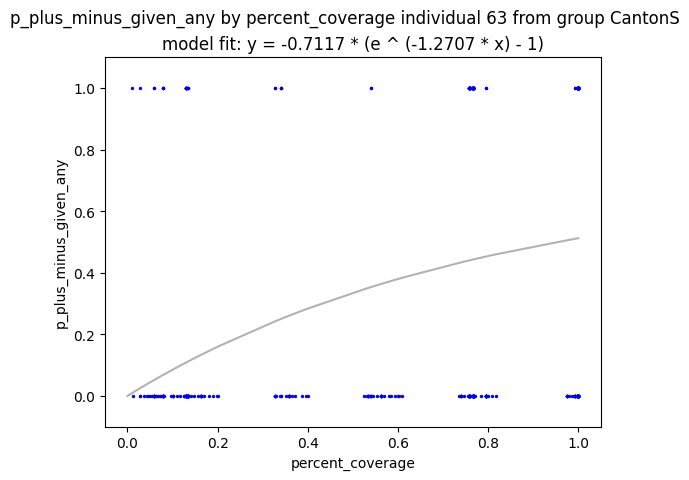 p_plus_minus_given_any by percent_coverage individual 63 from group CantonS
model fit: y = -0.7117 * (e ^ (-1.2707 * x) - 1)
1.0
0.8
0.6
0.4
0.2
0.0
p_plus_minus_given_any
0.0 0.2 0.4 0.6 0.8 1.0
percent_coverage